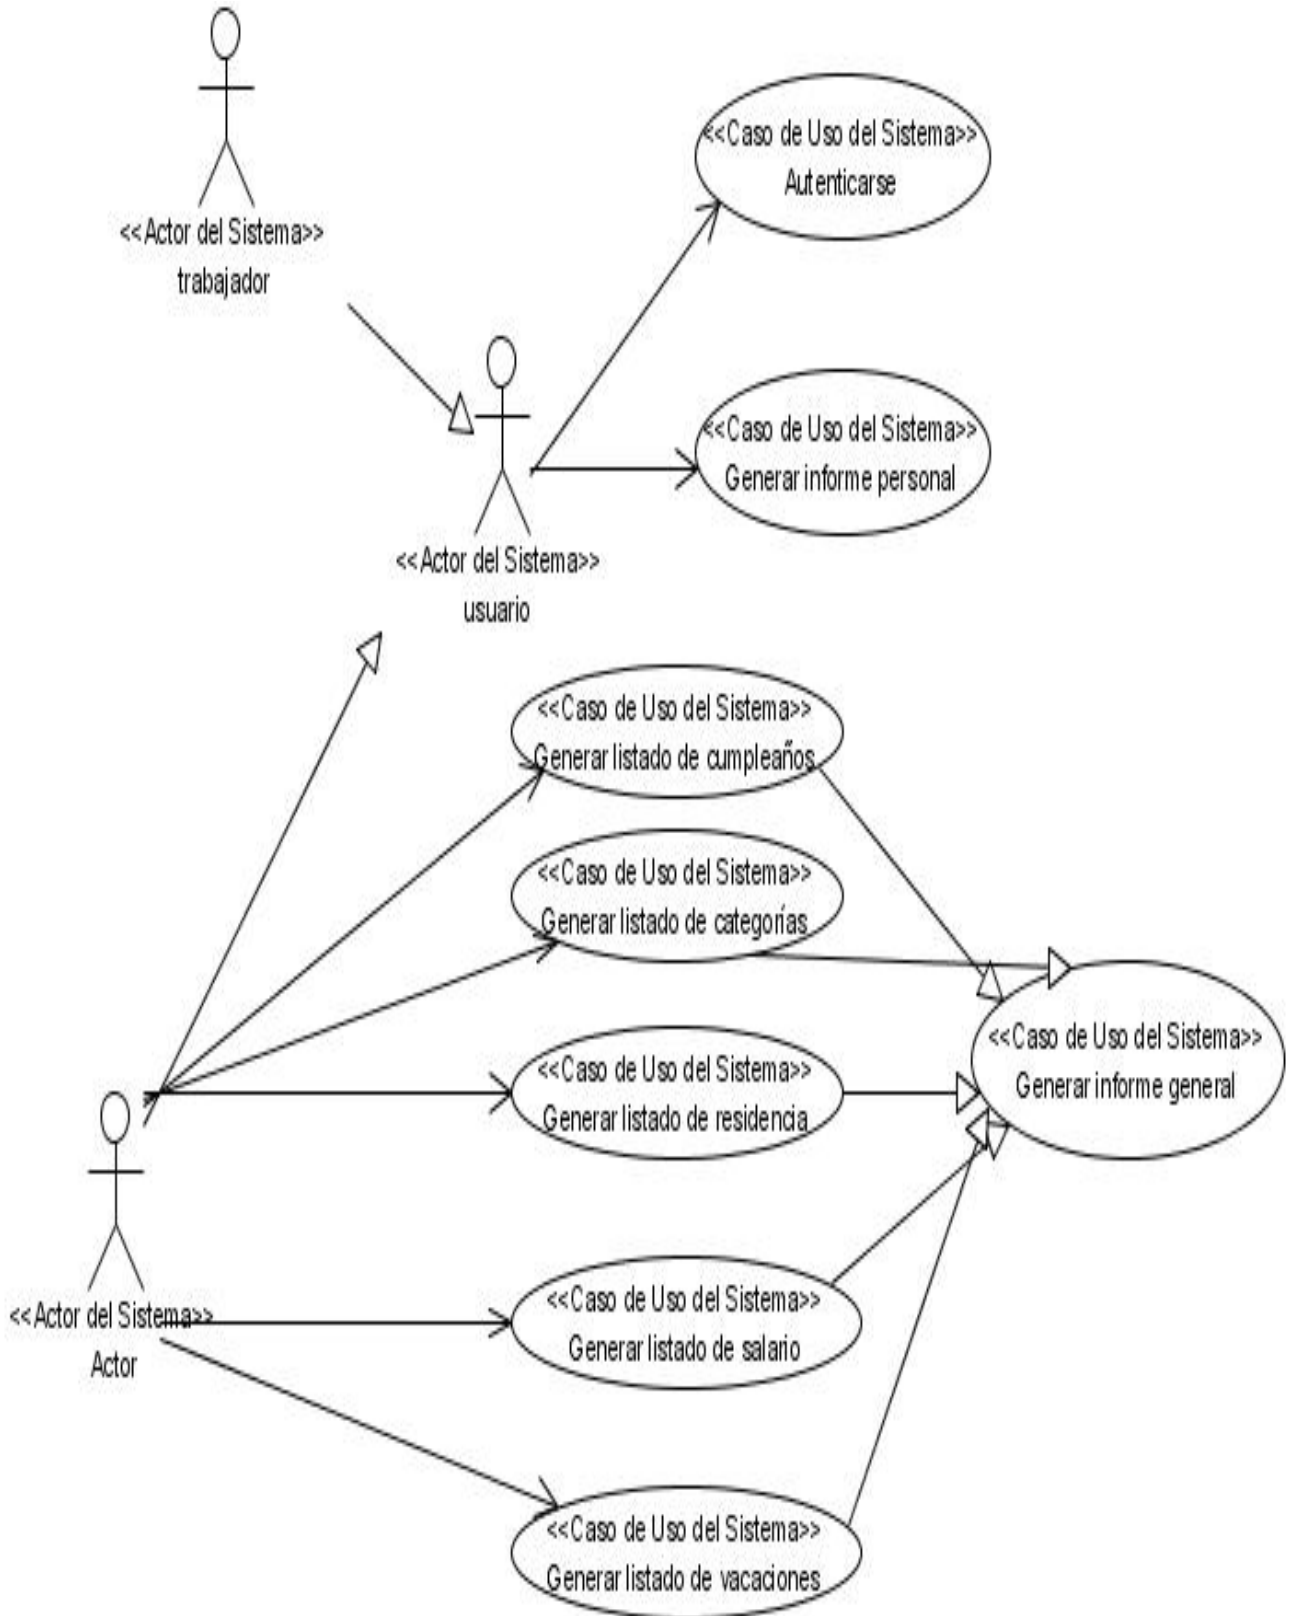 <<Actor del Sistema>>
trabajador
<<Caso de Uso del Sistema>>
Autenticarse
<<Caso de Uso del Sistema>>
Generar informe personal
<<Actor del Sistema>>
usuario
<<Caso de Uso del Sistema>>
Generar listado de cumpleaños
<<Caso de Uso del Sistema>>
Generar listado de categorías
<<Caso de Uso del Sistema>>
Generar informe general
<<Caso de Uso del Sistema>>
Generar listado de residencia
<<Actor del Sistema>>
Actor
<<Caso de Uso del Sistema>>
Generar listado de salario
<<Caso de Uso del Sistema>>
Generar listado de vacaciones